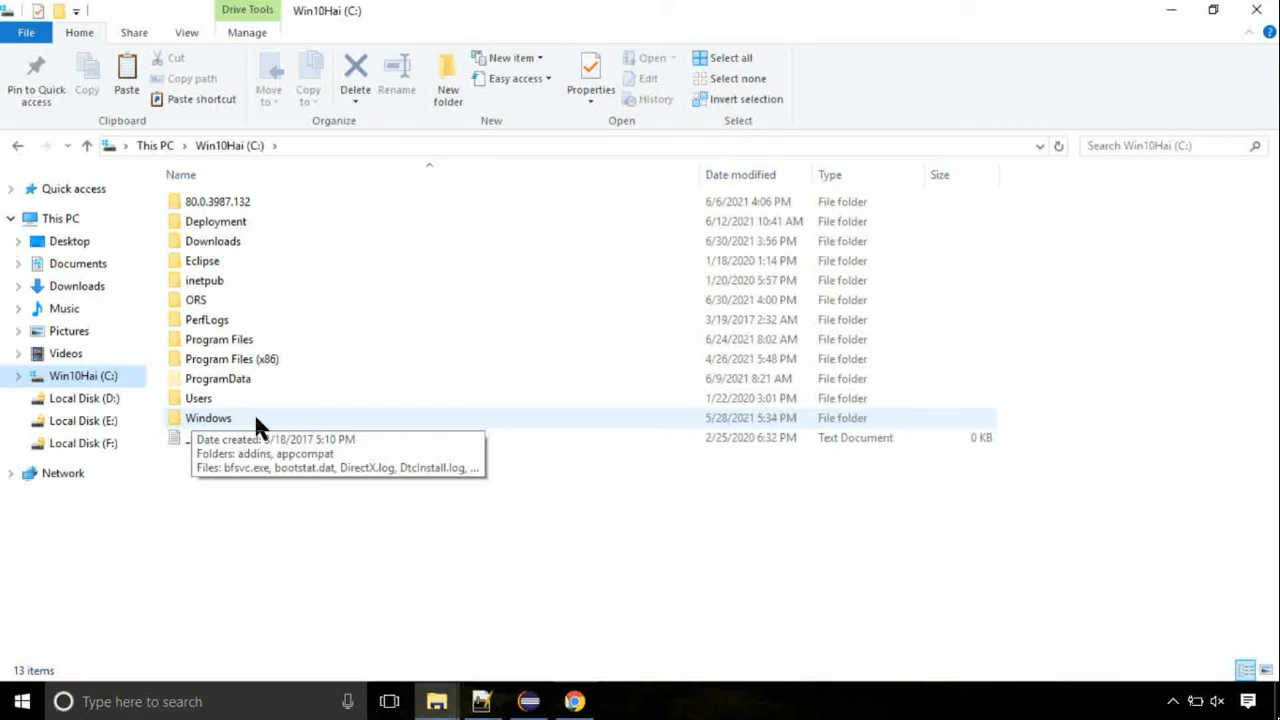 Drive Tools Win10Hai (C:)
File Home Share View Manage
Pin to Quick access
Copy
Paste
Cut
Copy path
Paste shortcut
Clipboard
Move to
Copy to
Delete
Rename
Organize
New folder
New item
Easy access
New
Properties
Open
Edit
History
Open
Select all
Select none
Invert selection
Select
This PC Win10Hai (C:)
Search Win10Hai (C:)
Quick access
This PC
Desktop
Documents
Downloads
Music
Pictures
Videos
Win10Hai (C:)
Local Disk (D:)
Local Disk (E:)
Local Disk (F:)
Network
Name Date modified Type Size
80.0.3987.132 6/6/2021 4:06 PM File folder
Deployment 6/12/2021 10:41 AM File folder
Downloads 6/30/2021 3:56 PM File folder
Eclipse 1/18/2020 1:14 PM File folder
inetpub 1/20/2020 5:57 PM File folder
ORS 6/30/2021 4:00 PM File folder
PerfLogs 3/19/2017 2:32 AM File folder
Program Files 6/24/2021 8:02 AM File folder
Program Files (x86) 4/26/2021 5:48 PM File folder
ProgramData 6/9/2021 8:21 AM File folder
Users 1/22/2020 3:01 PM File folder
Windows 5/28/2021 5:34 PM File folder
2/25/2020 6:32 PM Text Document 0 KB
Date created: /18/2017 5:10 PM
Folders: addins, appcompat
Files: bfsvc.exe, bootstat.dat, DirectX.log, DtcInstall.log, ...
13 items
Type here to search